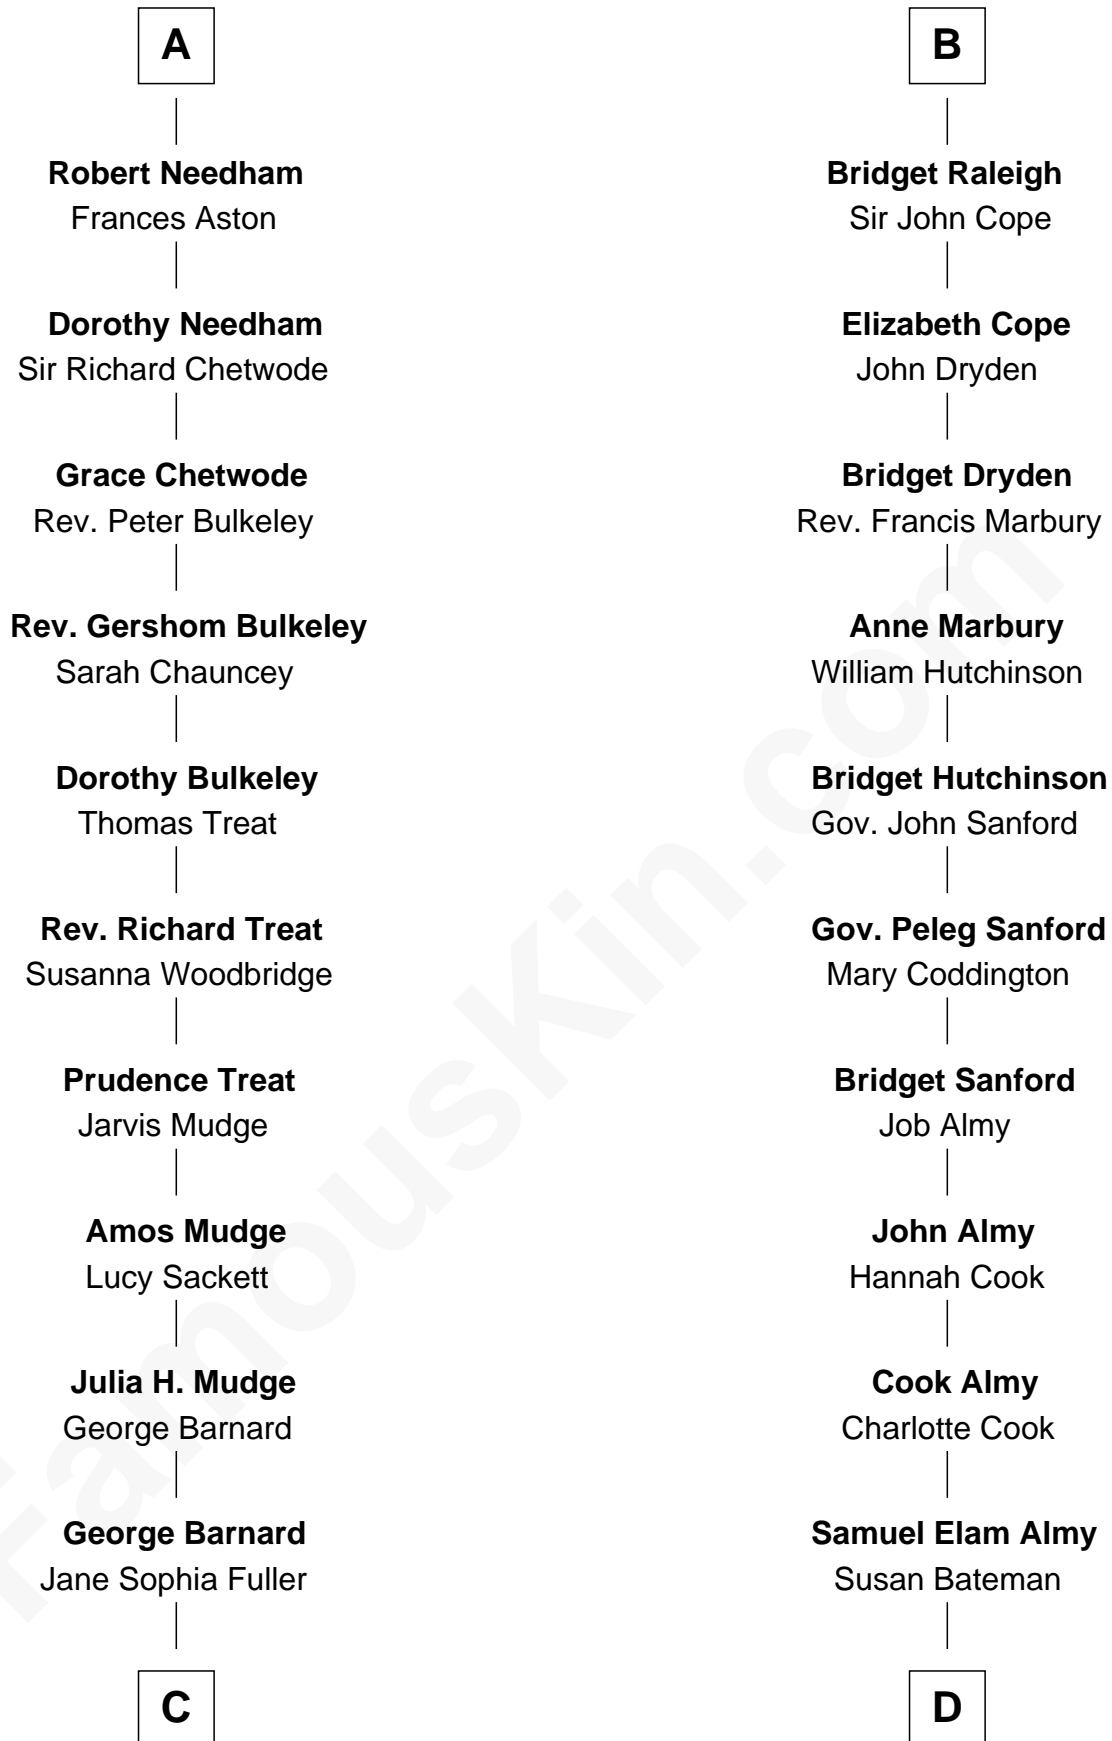 A
Robert Needham
Frances Aston
Dorothy Needham
Sir Richard Chetwode
Grace Chetwode
Rev. Peter Bulkeley
Rev. Gershom Bulkeley
Sarah Chauncey
Dorothy Bulkeley
Thomas Treat
Rev. Richard Treat
Susanna Woodbridge
Prudence Treat
Jarvis Mudge
Amos Mudge
Lucy Sackett
Julia H. Mudge
George Barnard
George Barnard
Jane Sophia Fuller
C
B
Bridget Raleigh
Sir John Cope
Elizabeth Cope
John Dryden
Bridget Dryden
Rev. Francis Marbury
Anne Marbury
William Hutchinson
Bridget Hutchinson
Gov. John Sanford
Gov. Peleg Sanford
Mary Coddington
Bridget Sanford
Job Almy
John Almy
Hannah Cook
Cook Almy
Charlotte Cook
Samuel Elam Almy
Susan Bateman
D
FamousKin.com